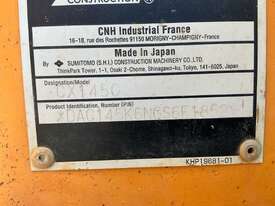 CONSTRUCTION
CNH Industrial France
16-18, rue des Rochettes 91150 MORIGNY-CHAMPIGNY-FRANCE
Made In Japan
By SUMITOMO (S.H.I.) CONSTRUCTION MACHINERY CO. LTD.
ThinkPark Tower, 1-1, Osaki 2-Chome, Shinagawa-ku, Tokyo, 141-6025, Japan
Designation/Model
CX145C
Product Identification Number (PIN)
KHP19681-01